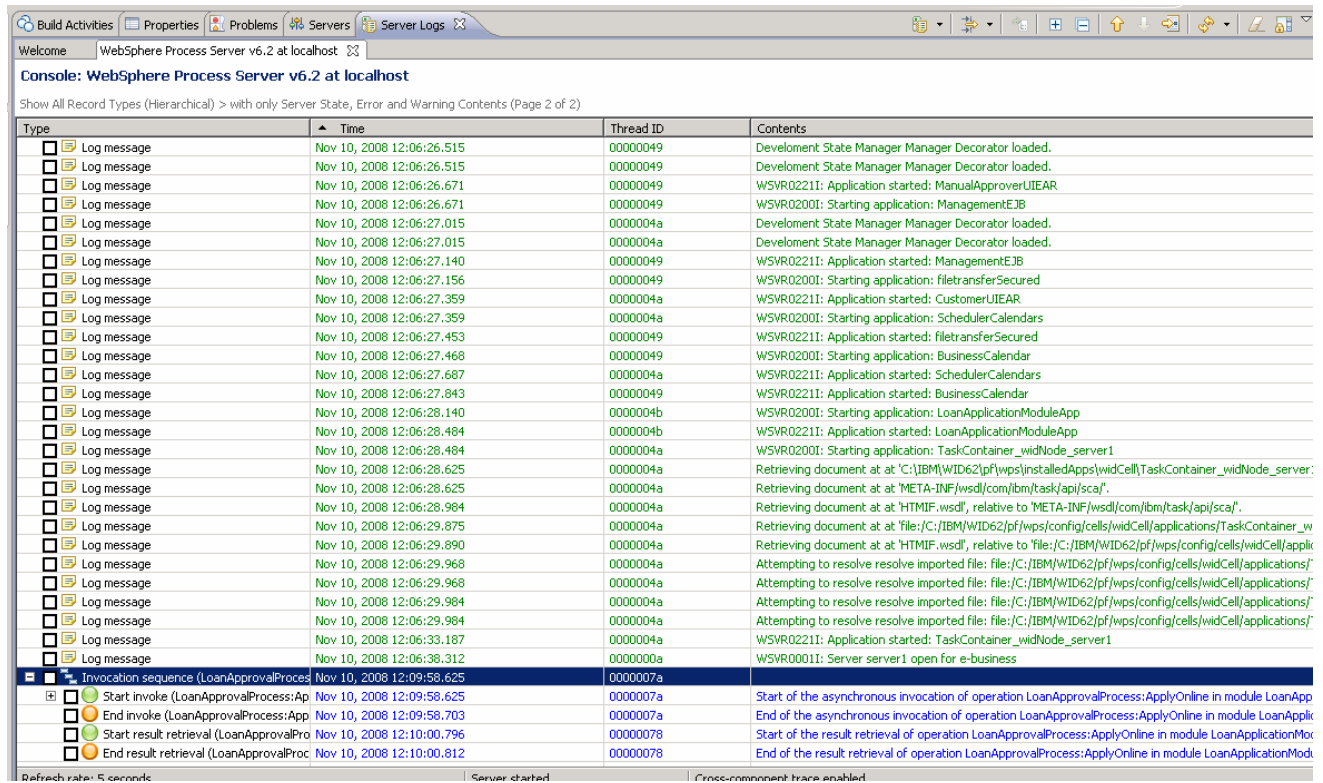 Build Activities Properties Problems Servers Server Logs
Welcome WebSphere Process Server v6.2 at localhost
Console: WebSphere Process Server v6.2 at localhost
Show All Record Types (Hierarchical) > with only Server State, Error and Warning Contents (Page 2 of 2)
Type Time Thread ID Contents
Log message Nov 10, 2008 12:06:26.515 00000049 Develoment State Manager Manager Decorator loaded.
Log message Nov 10, 2008 12:06:26.515 00000049 Develoment State Manager Manager Decorator loaded.
Log message Nov 10, 2008 12:06:26.671 00000049 WSVR0221I: Application started: ManualApproverUIEAR
Log message Nov 10, 2008 12:06:26.671 00000049 WSVR0200I: Starting application: ManagementEJB
Log message Nov 10, 2008 12:06:27.015 0000004a Develoment State Manager Manager Decorator loaded.
Log message Nov 10, 2008 12:06:27.015 0000004a Develoment State Manager Manager Decorator loaded.
Log message Nov 10, 2008 12:06:27.140 00000049 WSVR0221I: Application started: ManagementEJB
Log message Nov 10, 2008 12:06:27.156 00000049 WSVR0200I: Starting application: filetransferSecured
Log message Nov 10, 2008 12:06:27.359 0000004a WSVR0221I: Application started: CustomerUIEAR
Log message Nov 10, 2008 12:06:27.359 0000004a WSVR0200I: Starting application: SchedulerCalendars
Log message Nov 10, 2008 12:06:27.453 00000049 WSVR0221I: Application started: filetransferSecured
Log message Nov 10, 2008 12:06:27.468 00000049 WSVR0200I: Starting application: BusinessCalendar
Log message Nov 10, 2008 12:06:27.687 0000004a WSVR0221I: Application started: SchedulerCalendars
Log message Nov 10, 2008 12:06:27.843 00000049 WSVR0221I: Application started: BusinessCalendar
Log message Nov 10, 2008 12:06:28.140 0000004b WSVR0200I: Starting application: LoanApplicationModuleApp
Log message Nov 10, 2008 12:06:28.484 0000004b WSVR0221I: Application started: LoanApplicationModuleApp
Log message Nov 10, 2008 12:06:28.484 0000004a WSVR0200I: Starting application: TaskContainer_widNode_server1
Log message Nov 10, 2008 12:06:28.625 0000004a Retrieving document at at 'C:\IBM\WID62\pf\wps\installedApps\widCell\TaskContainer_widNode_server
Log message Nov 10, 2008 12:06:28.625 0000004a Retrieving document at at 'META-INF/wsdl/com/ibm/task/api/sca/'.
Log message Nov 10, 2008 12:06:28.984 0000004a Retrieving document at at 'HTMIF.wsdl', relative to 'META-INF/wsdl/com/ibm/task/api/sca/'.
Log message Nov 10, 2008 12:06:29.875 0000004a Retrieving document at at 'file:/C:/IBM/WID62/pf/wps/config/cells/widCell/applications/TaskContainer_w
Log message Nov 10, 2008 12:06:29.890 0000004a Retrieving document at at 'HTMIF.wsdl', relative to 'file:/C:/IBM/WID62/pf/wps/config/cells/widCell/applic
Log message Nov 10, 2008 12:06:29.968 0000004a Attempting to resolve resolve imported file: file:/C:/IBM/WID62/pf/wps/config/cells/widCell/applications/
Log message Nov 10, 2008 12:06:29.968 0000004a Attempting to resolve resolve imported file: file:/C:/IBM/WID62/pf/wps/config/cells/widCell/applications/
Log message Nov 10, 2008 12:06:29.984 0000004a Attempting to resolve resolve imported file: file:/C:/IBM/WID62/pf/wps/config/cells/widCell/applications/
Log message Nov 10, 2008 12:06:29.984 0000004a Attempting to resolve resolve imported file: file:/C:/IBM/WID62/pf/wps/config/cells/widCell/applications/
Log message Nov 10, 2008 12:06:33.187 0000004a WSVR0221I: Application started: TaskContainer_widNode_server1
Log message Nov 10, 2008 12:06:38.312 0000000a WSVR0001I: Server server1 open for e-business
Invocation sequence (LoanApprovalProces Nov 10, 2008 12:09:58.625 0000007a
Start invoke (LoanApprovalProcess:Ap Nov 10, 2008 12:09:58.625 0000007a Start of the asynchronous invocation of operation LoanApprovalProcess:ApplyOnline in module LoanApp
End invoke (LoanApprovalProcess:App Nov 10, 2008 12:09:58.703 0000007a End of the asynchronous invocation of operation LoanApprovalProcess:ApplyOnline in module LoanApplic
Start result retrieval (LoanApprovalPro Nov 10, 2008 12:10:00.796 00000078 Start of the result retrieval of operation LoanApprovalProcess:ApplyOnline in module LoanApplicationMod
End result retrieval (LoanApprovalProc Nov 10, 2008 12:10:00.812 00000078 End of the result retrieval of operation LoanApprovalProcess:ApplyOnline in module LoanApplicationModu
Refresh rate: 5 seconds Server started Cross-component trace enabled